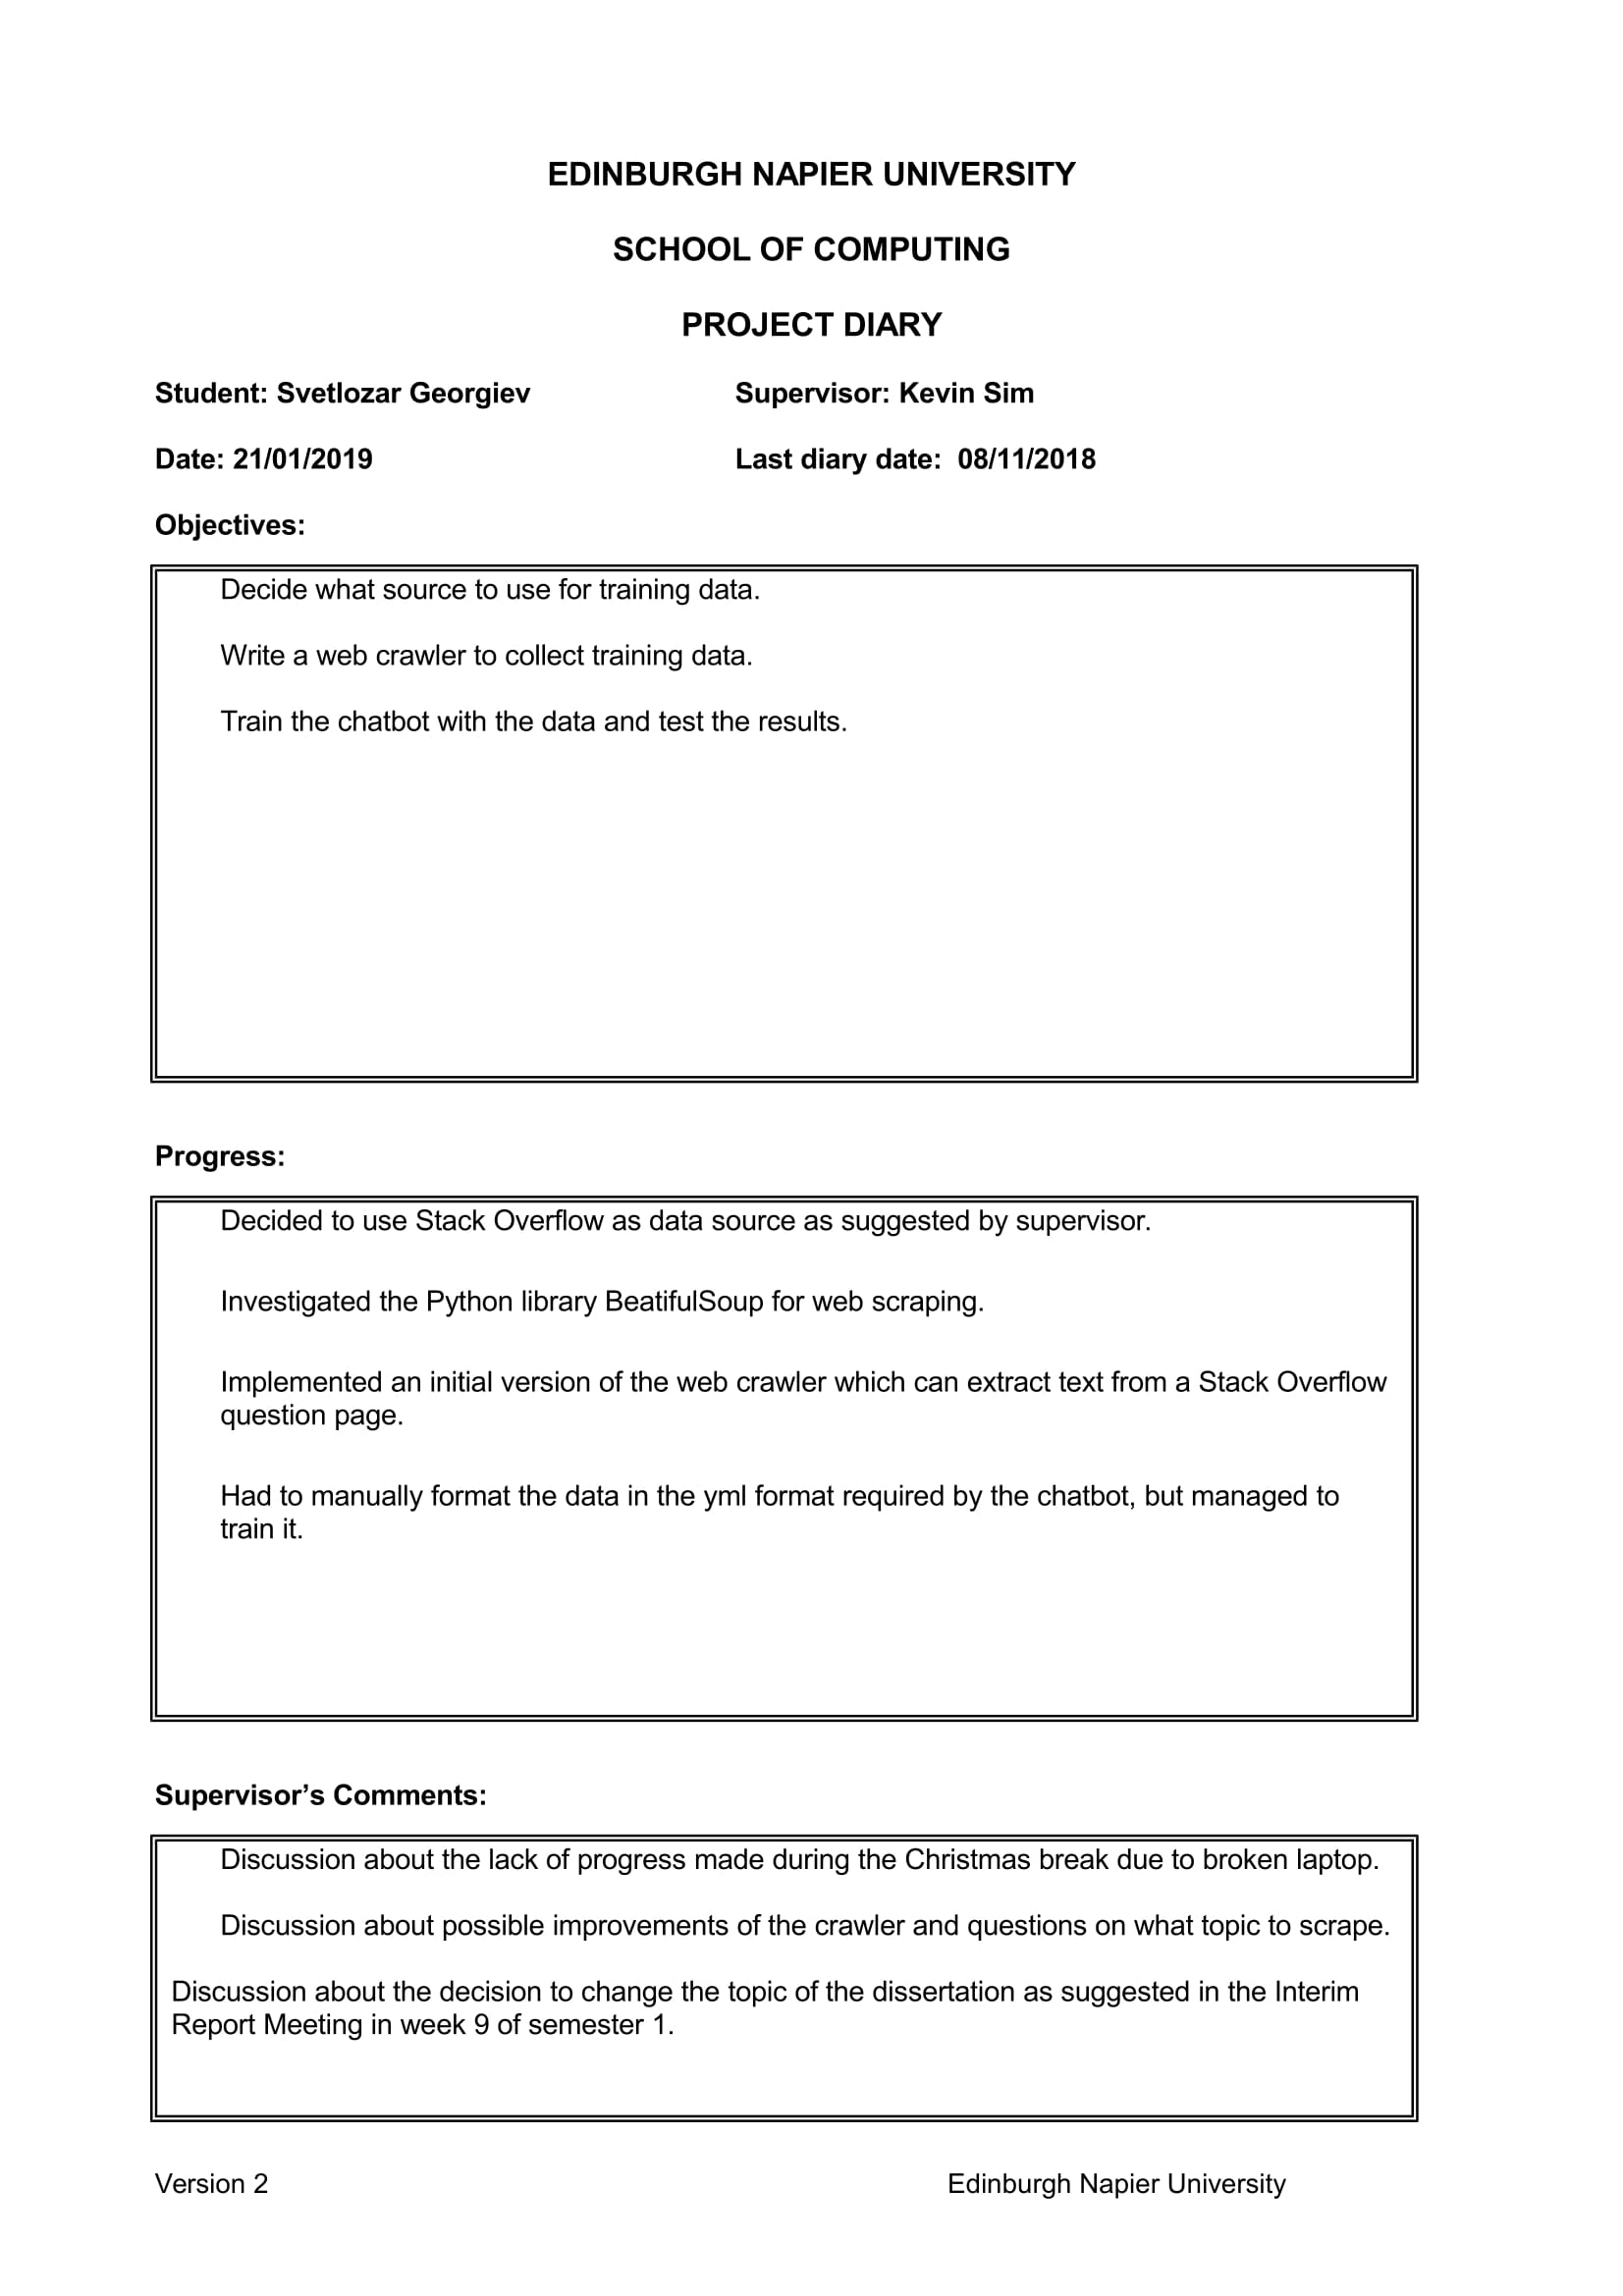 EDINBURGH NAPIER UNIVERSITY
SCHOOL OF COMPUTING
PROJECT DIARY
Student: Svetlozar Georgiev Supervisor: Kevin Sim
Date: 21/01/2019 Last diary date: 08/11/2018
Objectives:
Decide what source to use for training data.
Write a web crawler to collect training data.
Train the chatbot with the data and test the results.
Progress:
Decided to use Stack Overflow as data source as suggested by supervisor.
Investigated the Python library BeatifulSoup for web scraping.
Implemented an initial version of the web crawler which can extract text from a Stack Overflow
question page.
Had to manually format the data in the yml format required by the chatbot, but managed to
train it.
Supervisor’s Comments:
Discussion about the lack of progress made during the Christmas break due to broken laptop.
Discussion about possible improvements of the crawler and questions on what topic to scrape.
Discussion about the decision to change the topic of the dissertation as suggested in the Interim
Report Meeting in week 9 of semester 1.
Version 2 Edinburgh Napier University